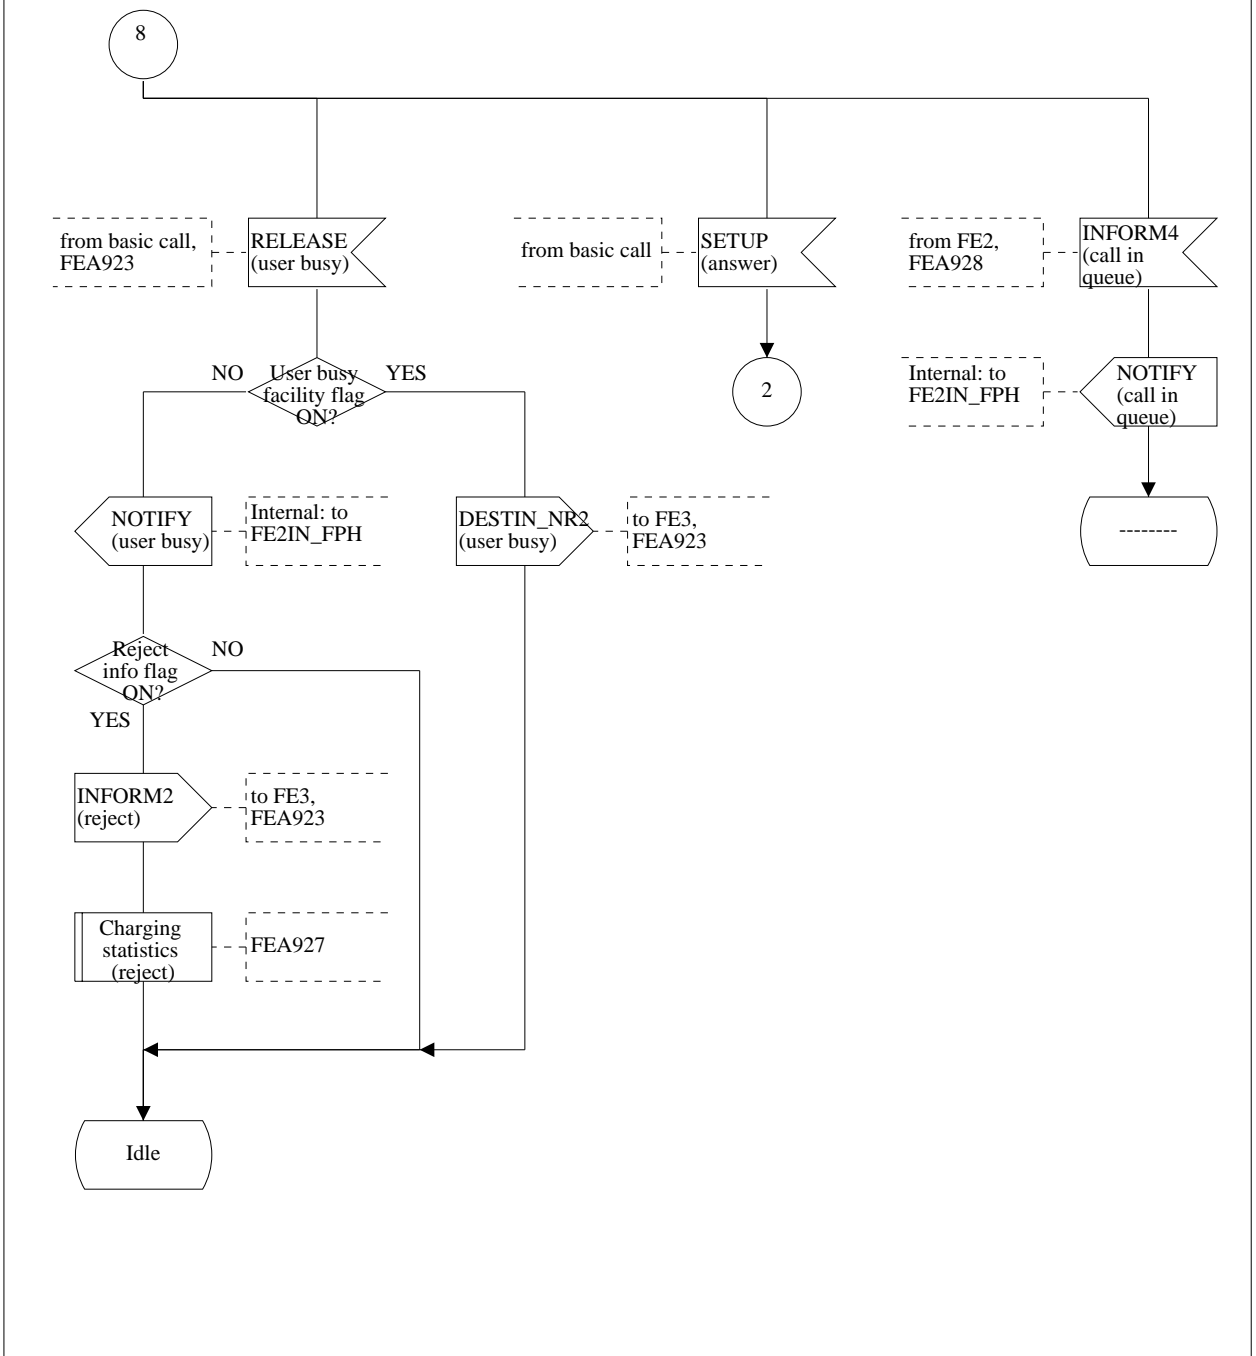 8
from basic call,
FEA923
RELEASE
(user busy)
from basic call
SETUP
(answer)
from FE2,
FEA928
INFORM4
(call in
queue)
NO
User busy
facility flag
ON?
YES
2
Internal: to
FE2IN_FPH
NOTIFY
(call in
queue)
NOTIFY
(user busy)
Internal: to
FE2IN_FPH
DESTIN_NR2
(user busy)
to FE3,
FEA923
--------
Reject
info flag
ON?
NO
YES
INFORM2
(reject)
to FE3,
FEA923
Charging
statistics
(reject)
FEA927
Idle